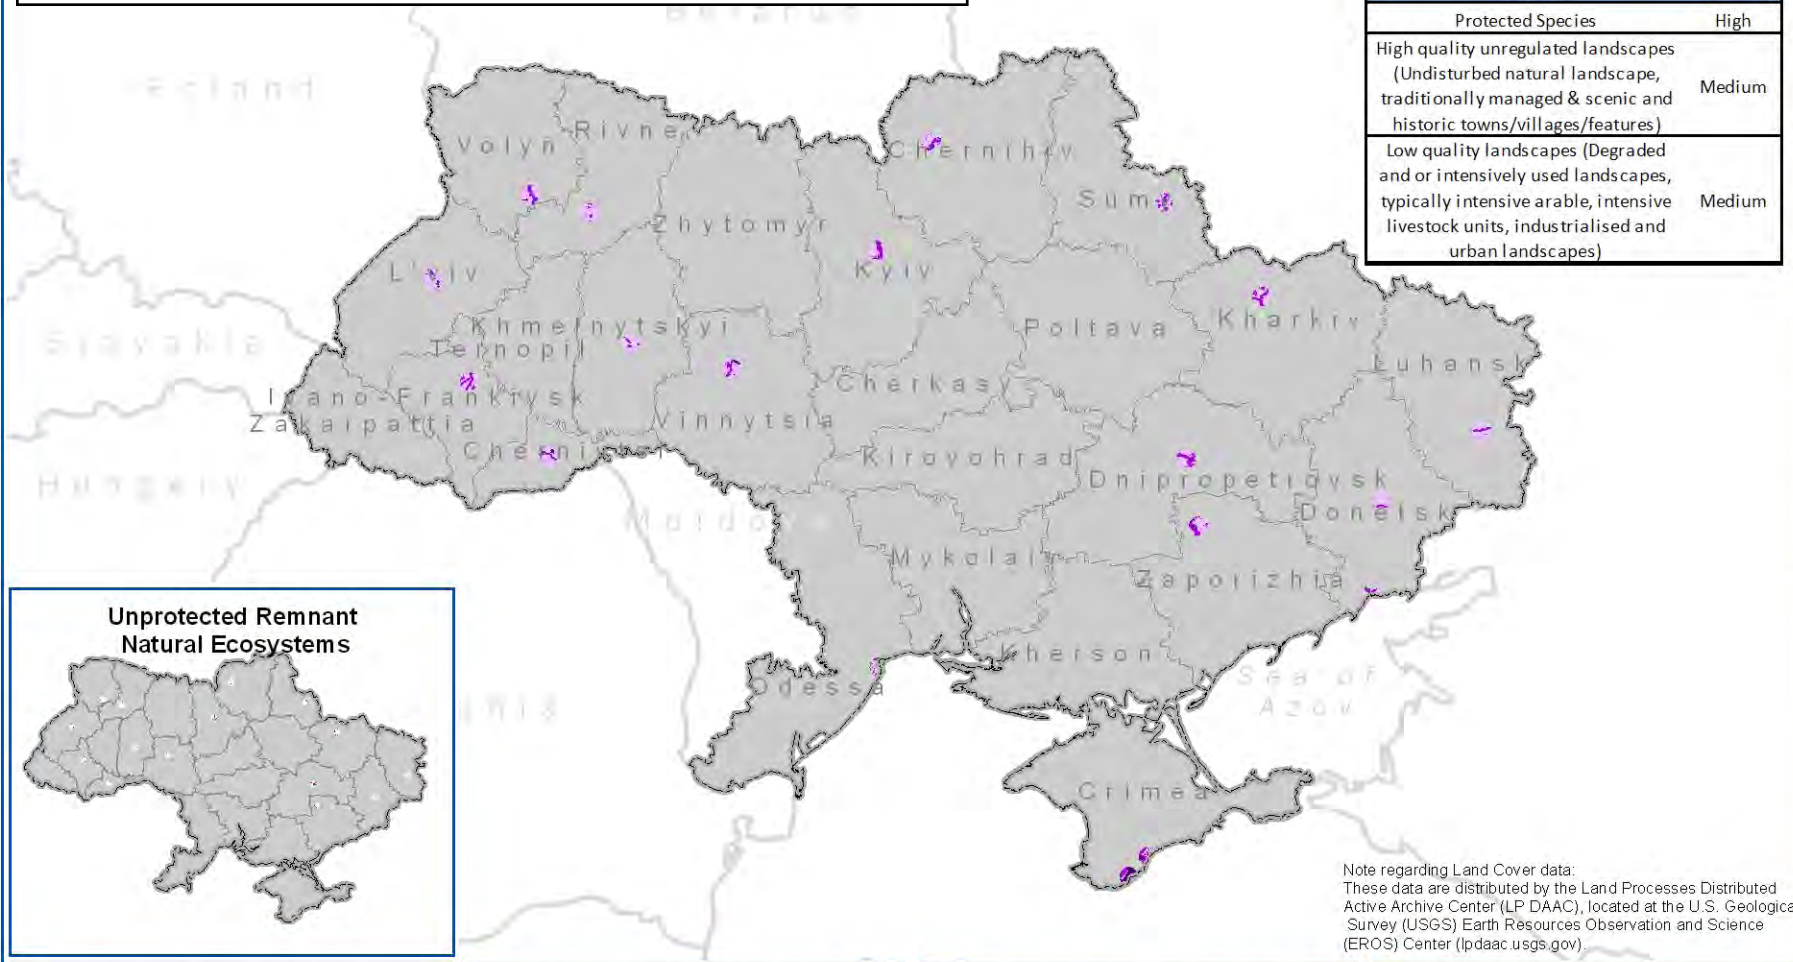 Belarus
Protected Species High
High quality unregulated landscapes
(Undisturbed natural landscape,
traditionally managed & scenic and
historic towns/villages/features)
Medium
Low quality landscapes (Degraded
and or intensively used landscapes,
typically intensive arable, intensive
livestock units, industrialised and
urban landscapes)
Medium
Poland
Volyn
Rivne
Chernihiv
Sumy
Zhytomyr
L'viv
Kyiv
Khmelnytskyi
Ternopil
Poltava
Kharkiv
Slovakia
Luhansk
Cherkasy
Ivano-Frankivsk
Zakarpattia
Vinnytsia
Chernivtsi
Kirovohrad
Dnipropetrovsk
Hungary
Moldova
Donetsk
Mykolaiv
Zaporizhia
Unprotected Remnant
Natural Ecosystems
Kherson
Odessa
Sea of
Azov
Crimea
Note regarding Land Cover data:
These data are distributed by the Land Processes Distributed
Active Archive Center (LP DAAC), located at the U.S. Geologica
Survey (USGS) Earth Resources Observation and Science
(EROS) Center (lpdaac.usgs.gov).